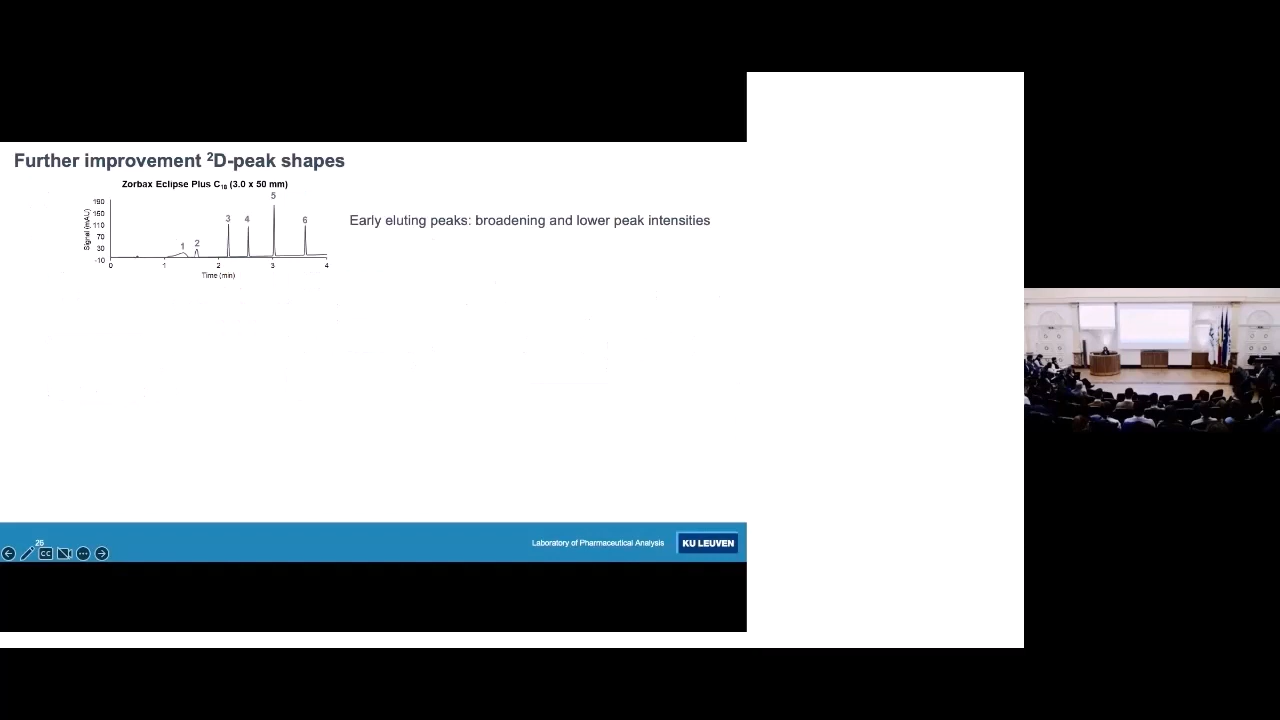 Further improvement ²D-peak shapes
Zorbax Eclipse Plus C₁₈ (3.0 x 50 mm)
Early eluting peaks: broadening and lower peak intensities
Signal (mAU)
190
150
110
70
30
-10
1
2
3
4
5
6
0
1
2
3
4
Time (min)
26
CC
Laboratory of Pharmaceutical Analysis
KU LEUVEN